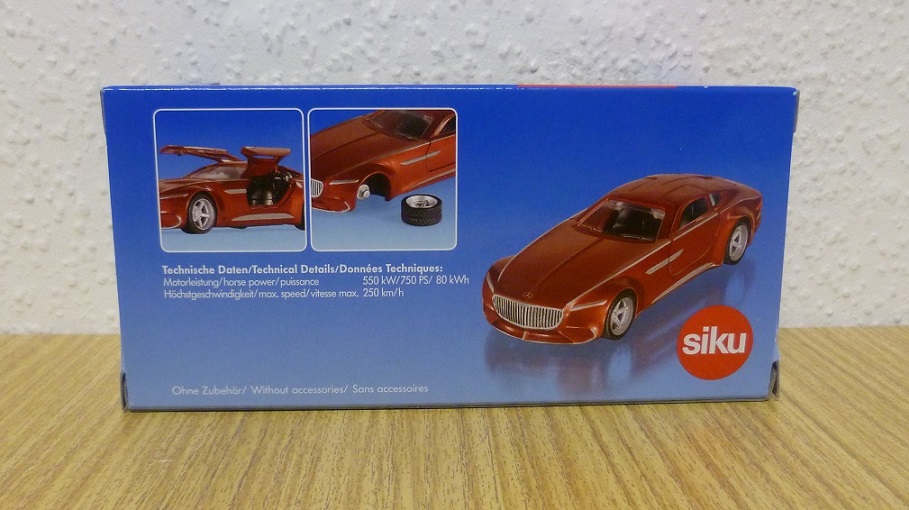 Technische Daten/Technical Details/Données Techniques:
Motorleistung/horse power/puissance 550 kW/750 PS/ 80 kWh
Höchstgeschwindigkeit/max. speed/vitesse max. 250 km/h
siku
Ohne Zubehör/ Without accessories/ Sans accessoires